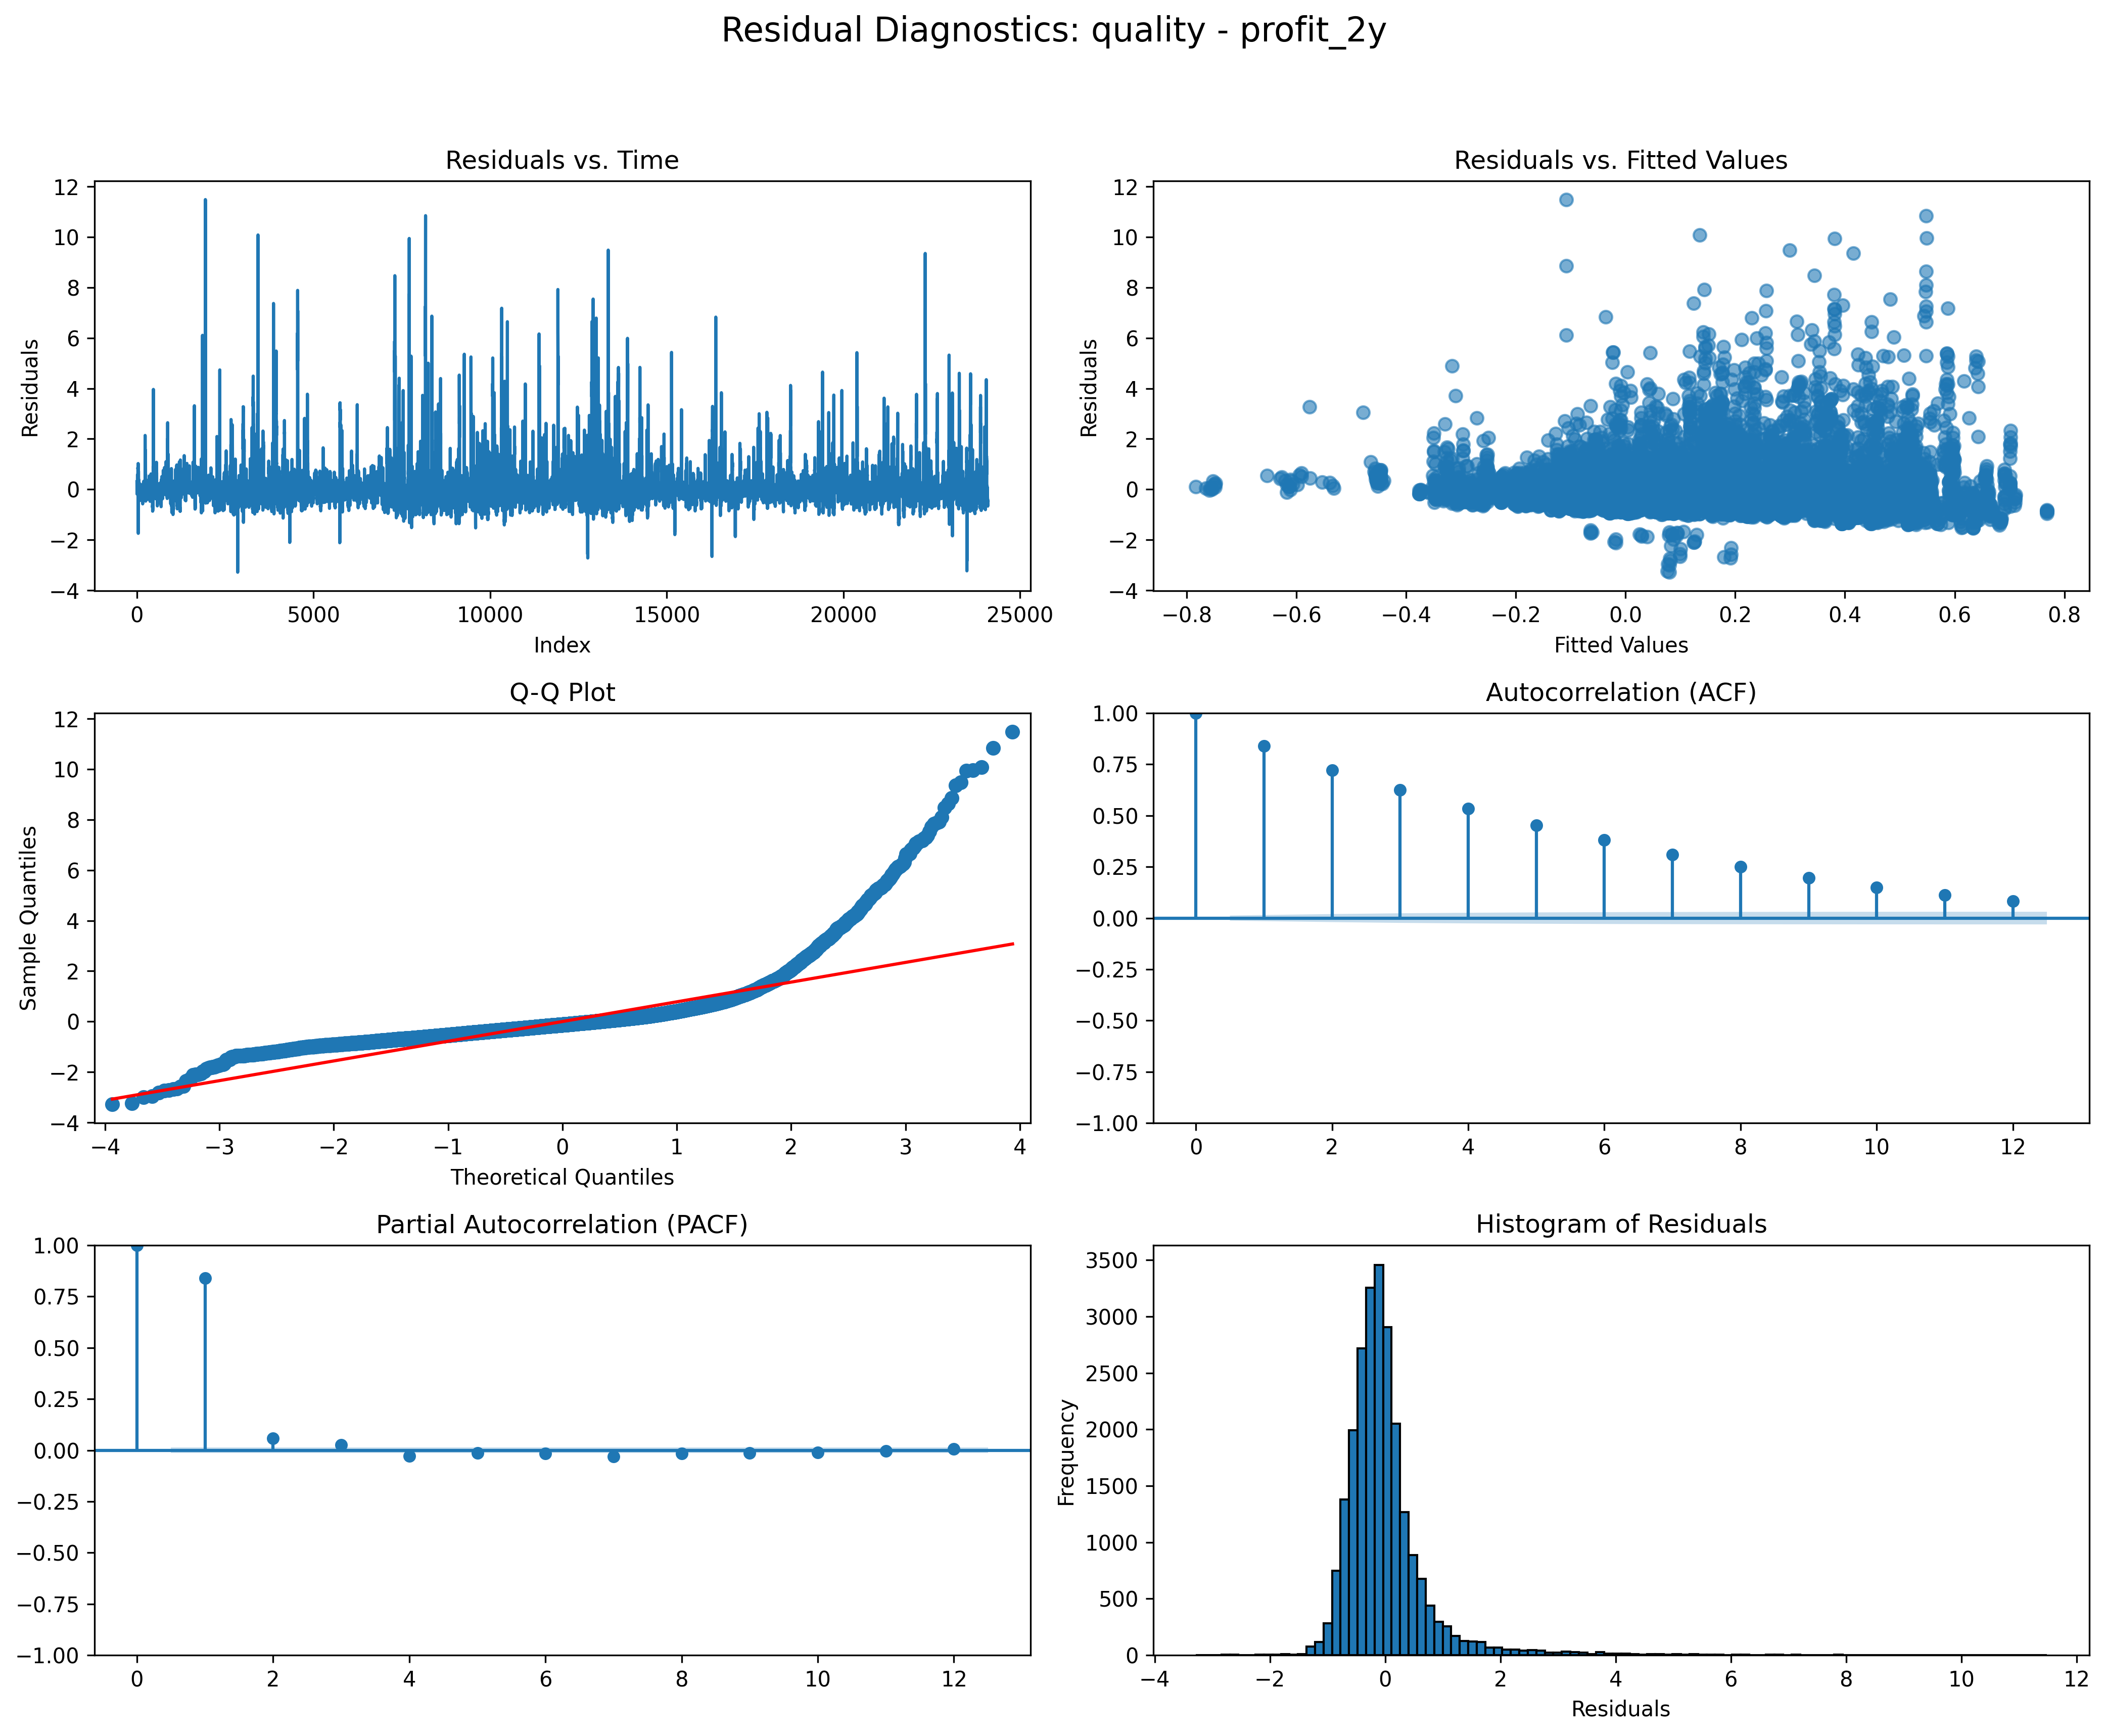 Residual Diagnostics: quality - profit_2y
Residuals vs. Time
12
10
8
6
4
2
0
−2
−4
Residuals
0 5000 10000 15000 20000 25000
Index
Residuals vs. Fitted Values
12
10
8
6
4
2
0
−2
−4
Residuals
−0.8 −0.6 −0.4 −0.2 0.0 0.2 0.4 0.6 0.8
Fitted Values
Q-Q Plot
12
10
8
6
4
2
0
−2
−4
Sample Quantiles
−4 −3 −2 −1 0 1 2 3 4
Theoretical Quantiles
Autocorrelation (ACF)
1.00
0.75
0.50
0.25
0.00
−0.25
−0.50
−0.75
−1.00
0 2 4 6 8 10 12
Partial Autocorrelation (PACF)
1.00
0.75
0.50
0.25
0.00
−0.25
−0.50
−0.75
−1.00
0 2 4 6 8 10 12
Histogram of Residuals
3500
3000
2500
2000
1500
1000
500
0
Frequency
−4 −2 0 2 4 6 8 10 12
Residuals